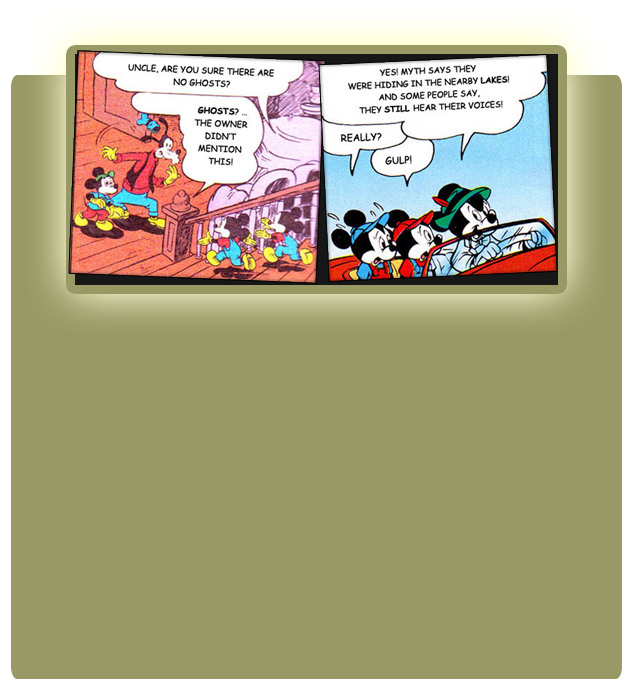 UNCLE, ARE YOU SURE THERE ARE
NO GHOSTS?
GHOSTS? ...
THE OWNER
DIDN'T
MENTION
THIS!
YES! MYTH SAYS THEY
WERE HIDING IN THE NEARBY LAKES!
AND SOME PEOPLE SAY,
THEY STILL HEAR THEIR VOICES!
REALLY?
GULP!